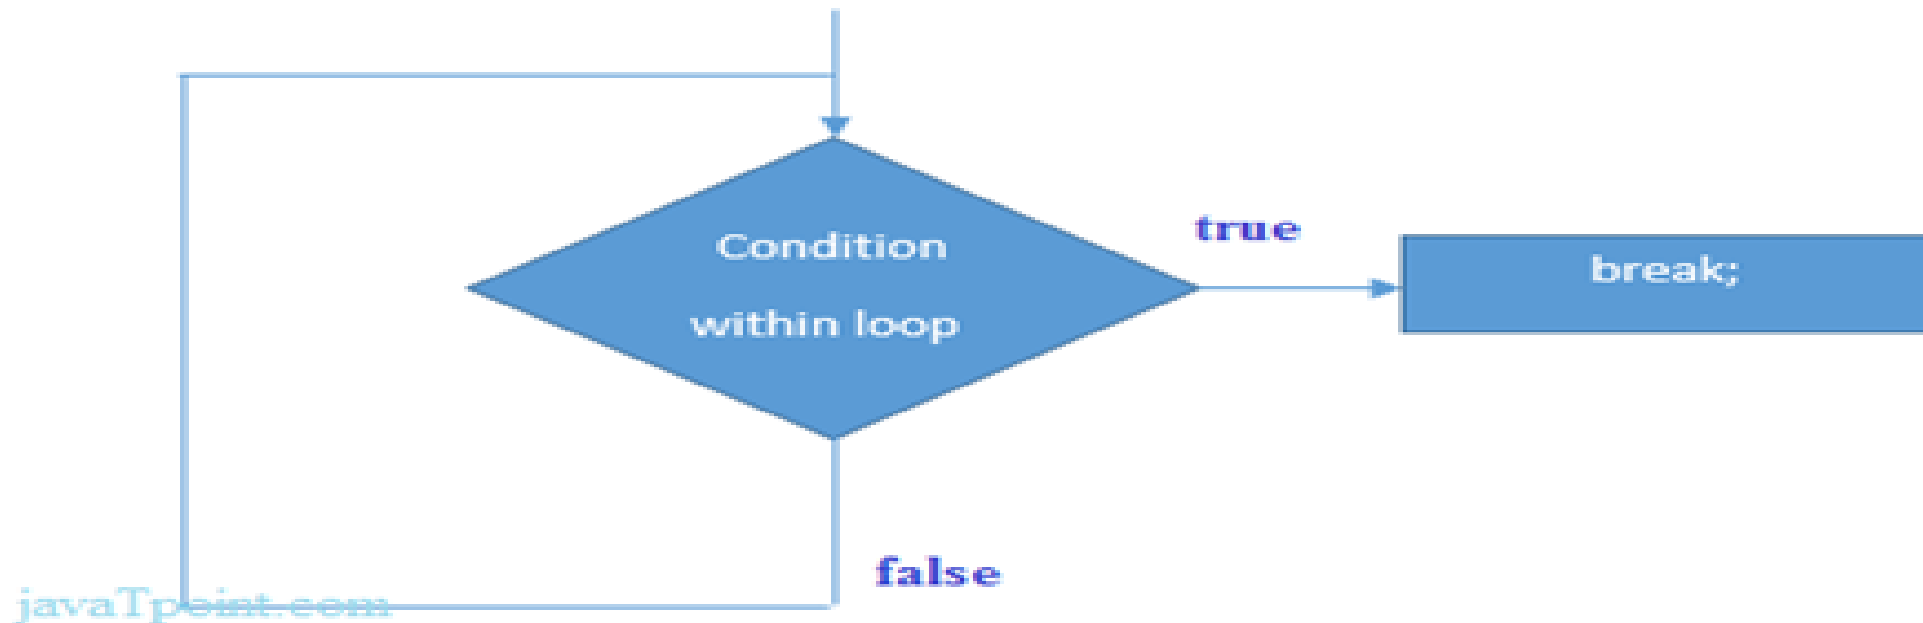 Condition
within loop
true
break;
false
javaTpoint.com